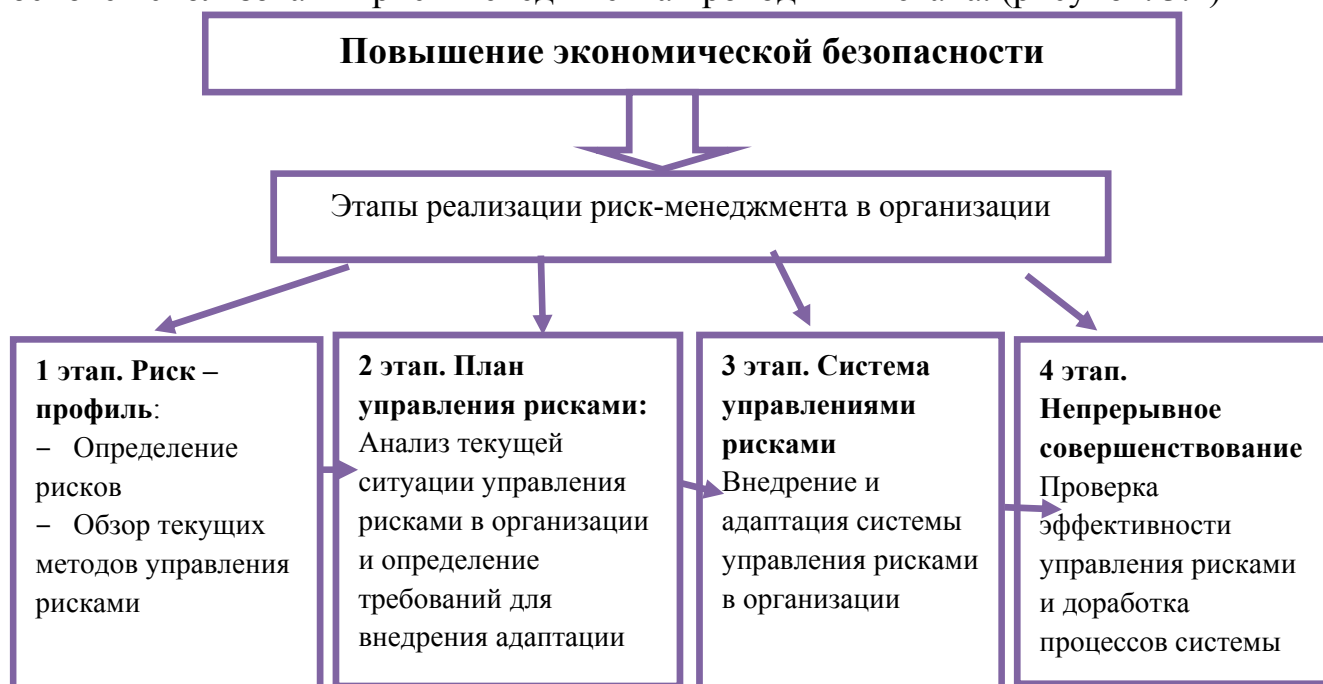 Повышение экономической безопасности
Этапы реализации риск-менеджмента в организации
1 этап. Риск –
профиль:
− Определение
рисков
− Обзор текущих
методов управления
рисками
2 этап. План
управления рисками:
Анализ текущей
ситуации управления
рисками в организации
и определение
требований для
внедрения адаптации
3 этап. Система
управлениями
рисками
Внедрение и
адаптация системы
управления рисками
в организации
4 этап.
Непрерывное
совершенствование
Проверка
эффективности
управления рисками
и доработка
процессов системы